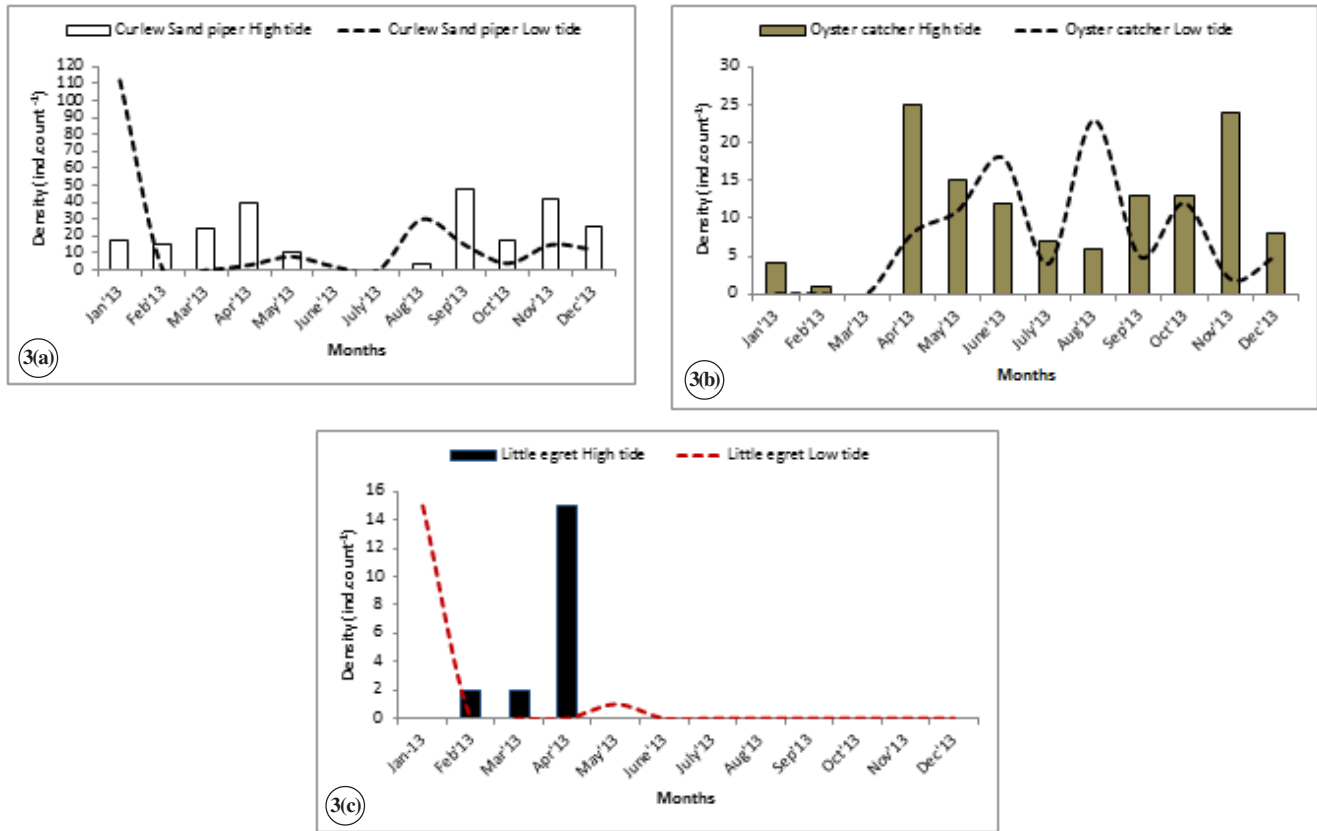 Curlew Sand piper High tide Curlew Sand piper Low tide
Density (ind.count-1)
120
110
100
90
80
70
60
50
40
30
20
10
0
Jan'13 Feb'13 Mar'13 Apr'13 May'13 June'13 July'13 Aug'13 Sep'13 Oct'13 Nov'13 Dec'13
Months
3(a)
Oyster catcher High tide Oyster catcher Low tide
Density (ind.count-1)
30
25
20
15
10
5
0
Jan'13 Feb'13 Mar'13 Apr'13 May'13 June'13 July'13 Aug'13 Sep'13 Oct'13 Nov'13 Dec'13
Months
3(b)
Little egret High tide Little egret Low tide
Density (ind.count-1)
16
14
12
10
8
6
4
2
0
Jan-13 Feb'13 Mar'13 Apr'13 May'13 June'13 July'13 Aug'13 Sep'13 Oct'13 Nov'13 Dec'13
Months
3(c)